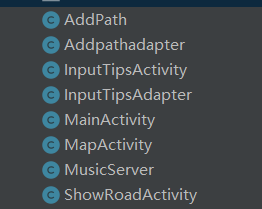 AddPath
Addpathadapter
InputTipsActivity
InputTipsAdapter
MainActivity
MapActivity
MusicServer
ShowRoadActivity